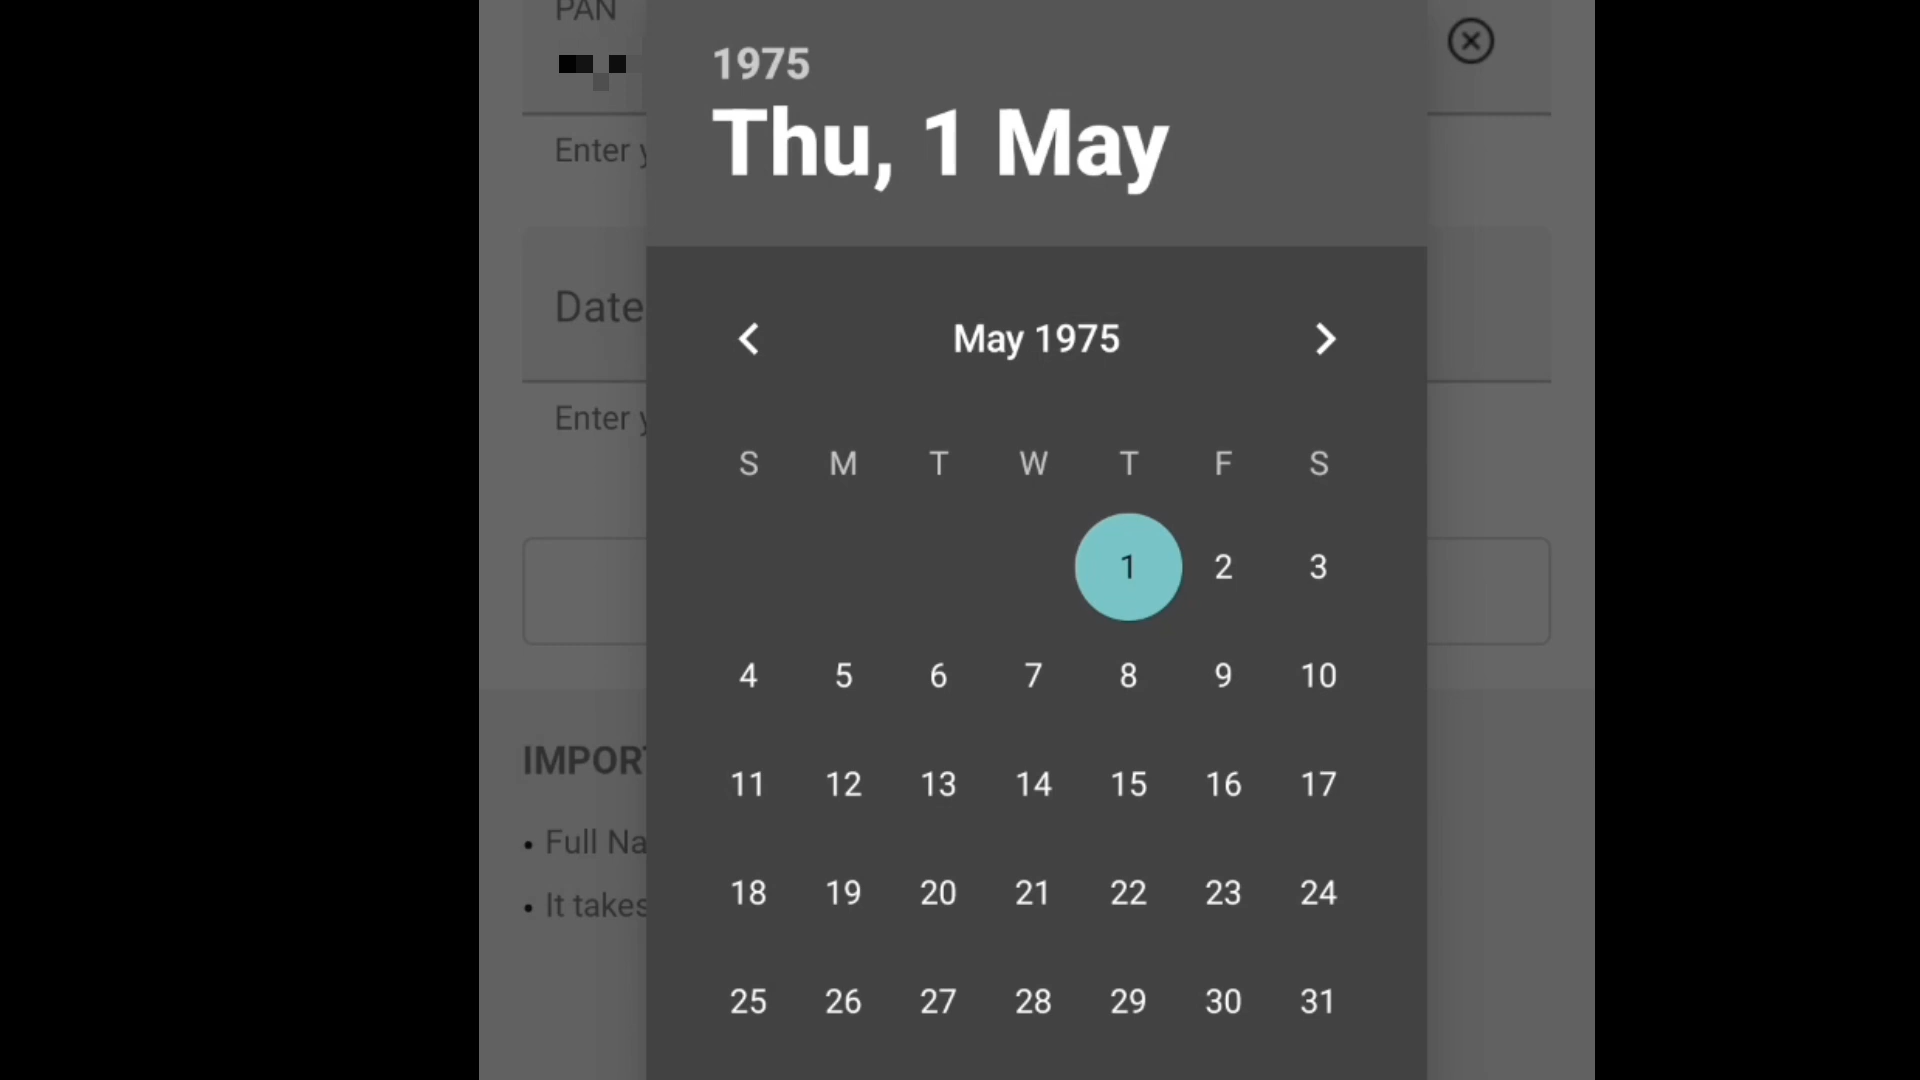 PAN
1975
Thu, 1 May
Enter
Date
May 1975
Enter
S M T W T F S
1 2 3
4 5 6 7 8 9 10
11 12 13 14 15 16 17
IMPOR
18 19 20 21 22 23 24
Full Na
It takes
25 26 27 28 29 30 31